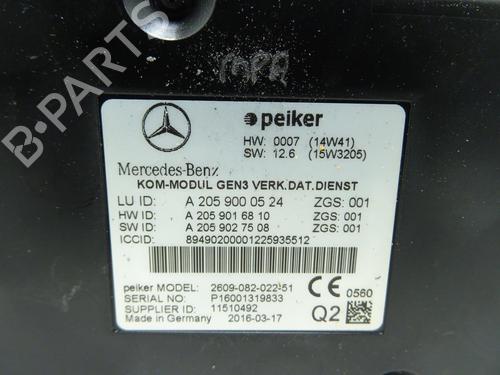 MPA
peiker
HW: 0007 (14W41)
SW: 12.6 (15W3205)
Mercedes-Benz
KOM-MODUL GEN3 VERK.DAT.DIENST
LU ID: A 205 900 05 24 ZGS: 001
HW ID: A 205 901 68 10 ZGS: 001
SW ID: A 205 902 75 08 ZGS: 001
ICCID: 89490200001225935512
peiker MODEL: 2609-082-022-51
SERIAL NO: P16001319833
SUPPLIER ID: 11510492
Made in Germany 2016-03-17
CE 0560
Q2
B-PARTS